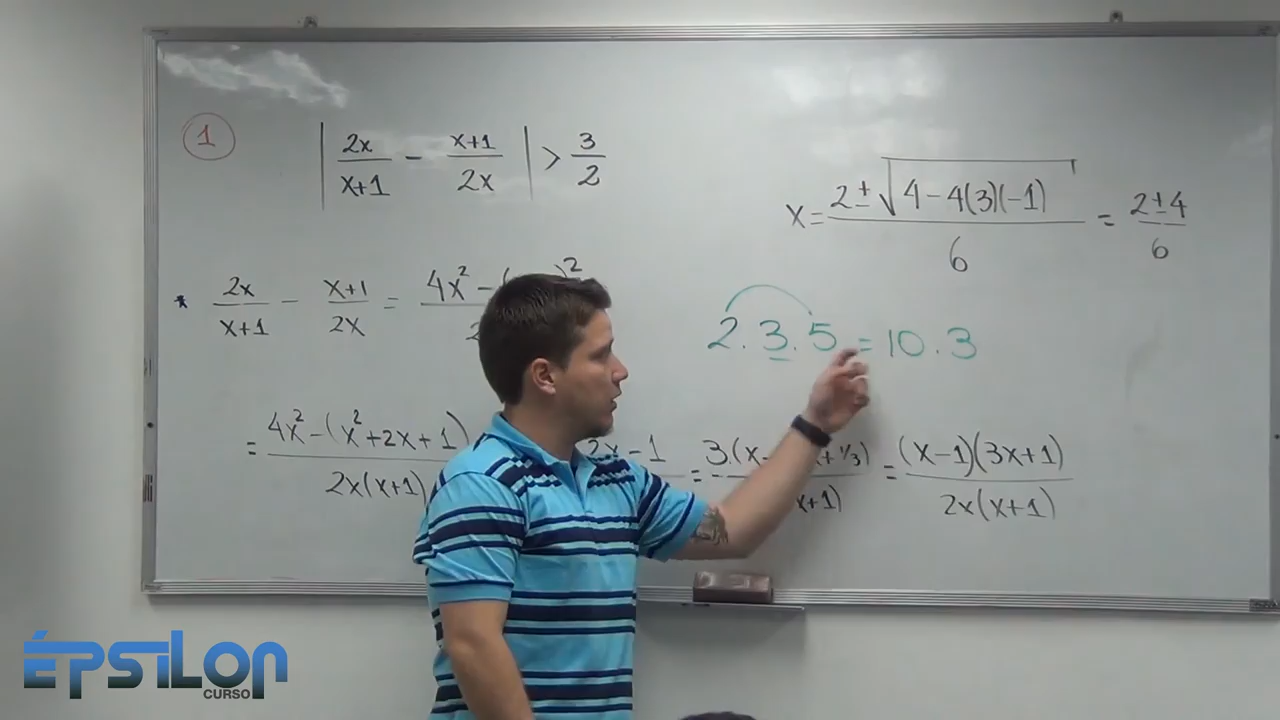 1
| 2x/(x+1) − (x+1)/2x | > 3/2
x = (2 ± √(4 − 4(3)(−1)))/6 = (2 ± 4)/6
* 2x/(x+1) − (x+1)/2x = 4x² − ( )²
2 . 3 . 5 = 10 . 3
= (4x² − (x² + 2x + 1))/2x(x+1) 2x − 1 = 3.(x − x + 1/3) x+1) = (x − 1)(3x + 1)/2x(x+1)
ÉPSILON
CURSO